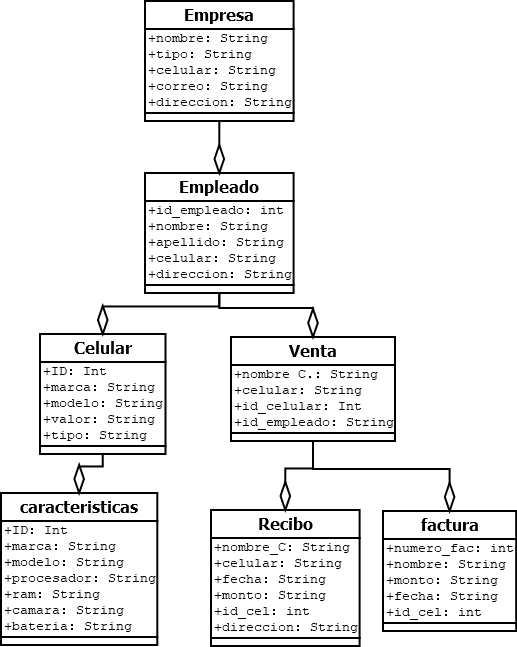 Empresa
+nombre: String
+tipo: String
+celular: String
+correo: String
+direccion: String
Empleado
+id_empleado: int
+nombre: String
+apellido: String
+celular: String
+direccion: String
Celular
+ID: Int
+marca: String
+modelo: String
+valor: String
+tipo: String
Venta
+nombre C.: String
+celular: String
+id_celular: Int
+id_empleado: String
caracteristicas
+ID: Int
+marca: String
+modelo: String
+procesador: String
+ram: String
+camara: String
+bateria: String
Recibo
+nombre_C: String
+celular: String
+fecha: String
+monto: String
+id_cel: int
+direccion: String
factura
+numero_fac: int
+nombre: String
+monto: String
+fecha: String
+id_cel: int